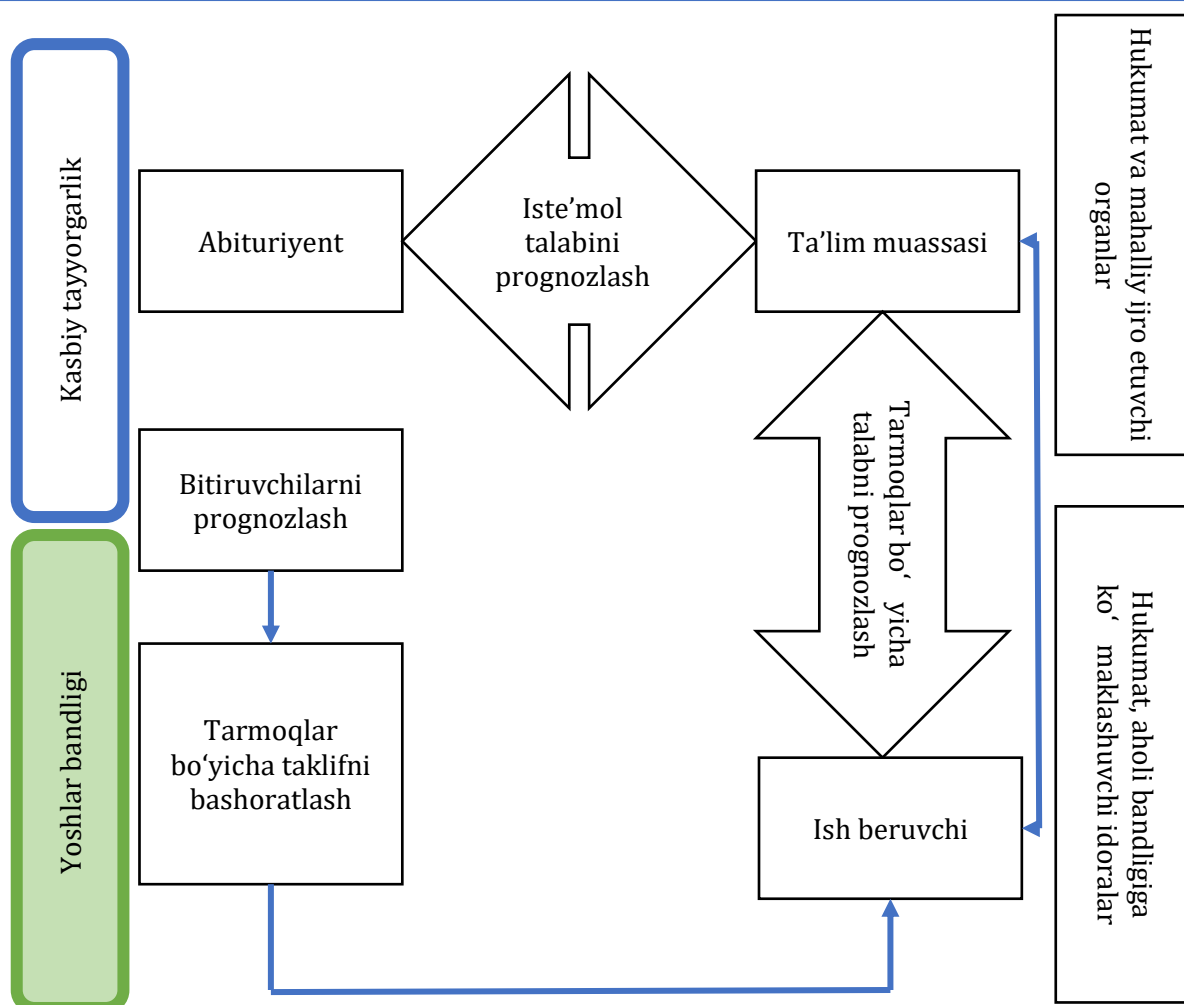 Kasbiy tayyorgarlik
Abituriyent
Iste’mol
talabini
prognozlash
Ta’lim muassasi
Hukumat va mahalliy ijro etuvchi
organlar
Bitiruvchilarni
prognozlash
Tarmoqlar bo‘ yicha
talabni prognozlash
Yoshlar bandligi
Tarmoqlar
bo‘yicha taklifni
bashoratlash
Ish beruvchi
Hukumat, aholi bandligiga
ko‘ maklashuvchi idoralar